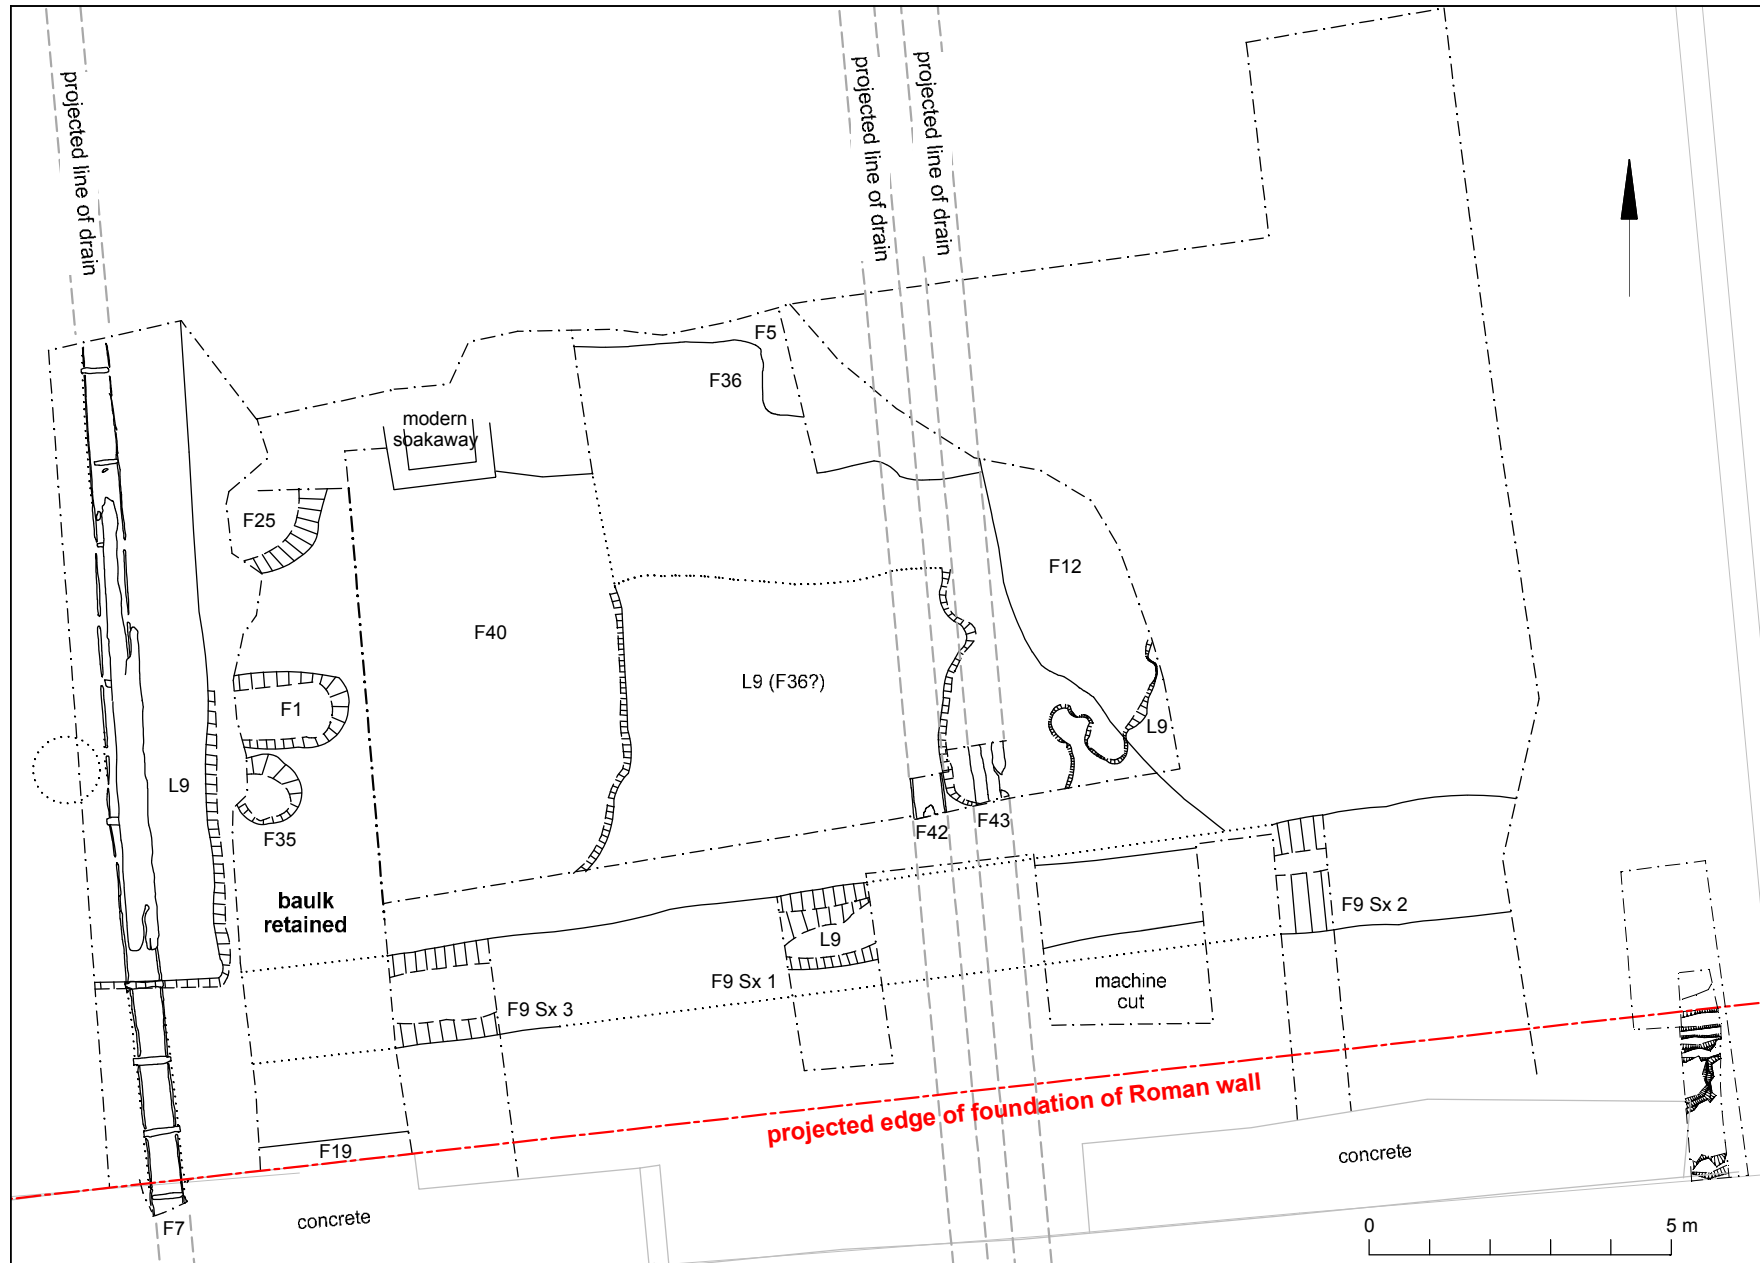 projected line of drain
projected line of drain
projected line of drain
F5
F36
modern
soakaway
F25
F12
F40
L9 (F36?)
F1
L9
L9
F35
F42
F43
baulk
retained
F9 Sx 2
L9
F9 Sx 1
machine
cut
F9 Sx 3
projected edge of foundation of Roman wall
F19
concrete
concrete
F7
0 5 m